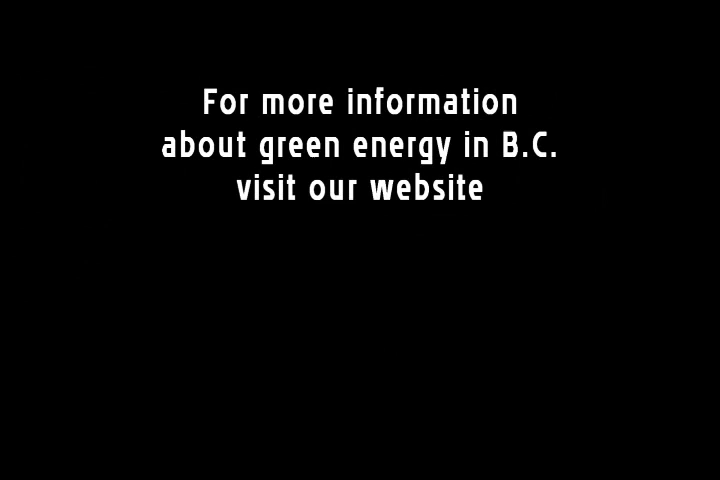 For more information
about green energy in B.C.
visit our website